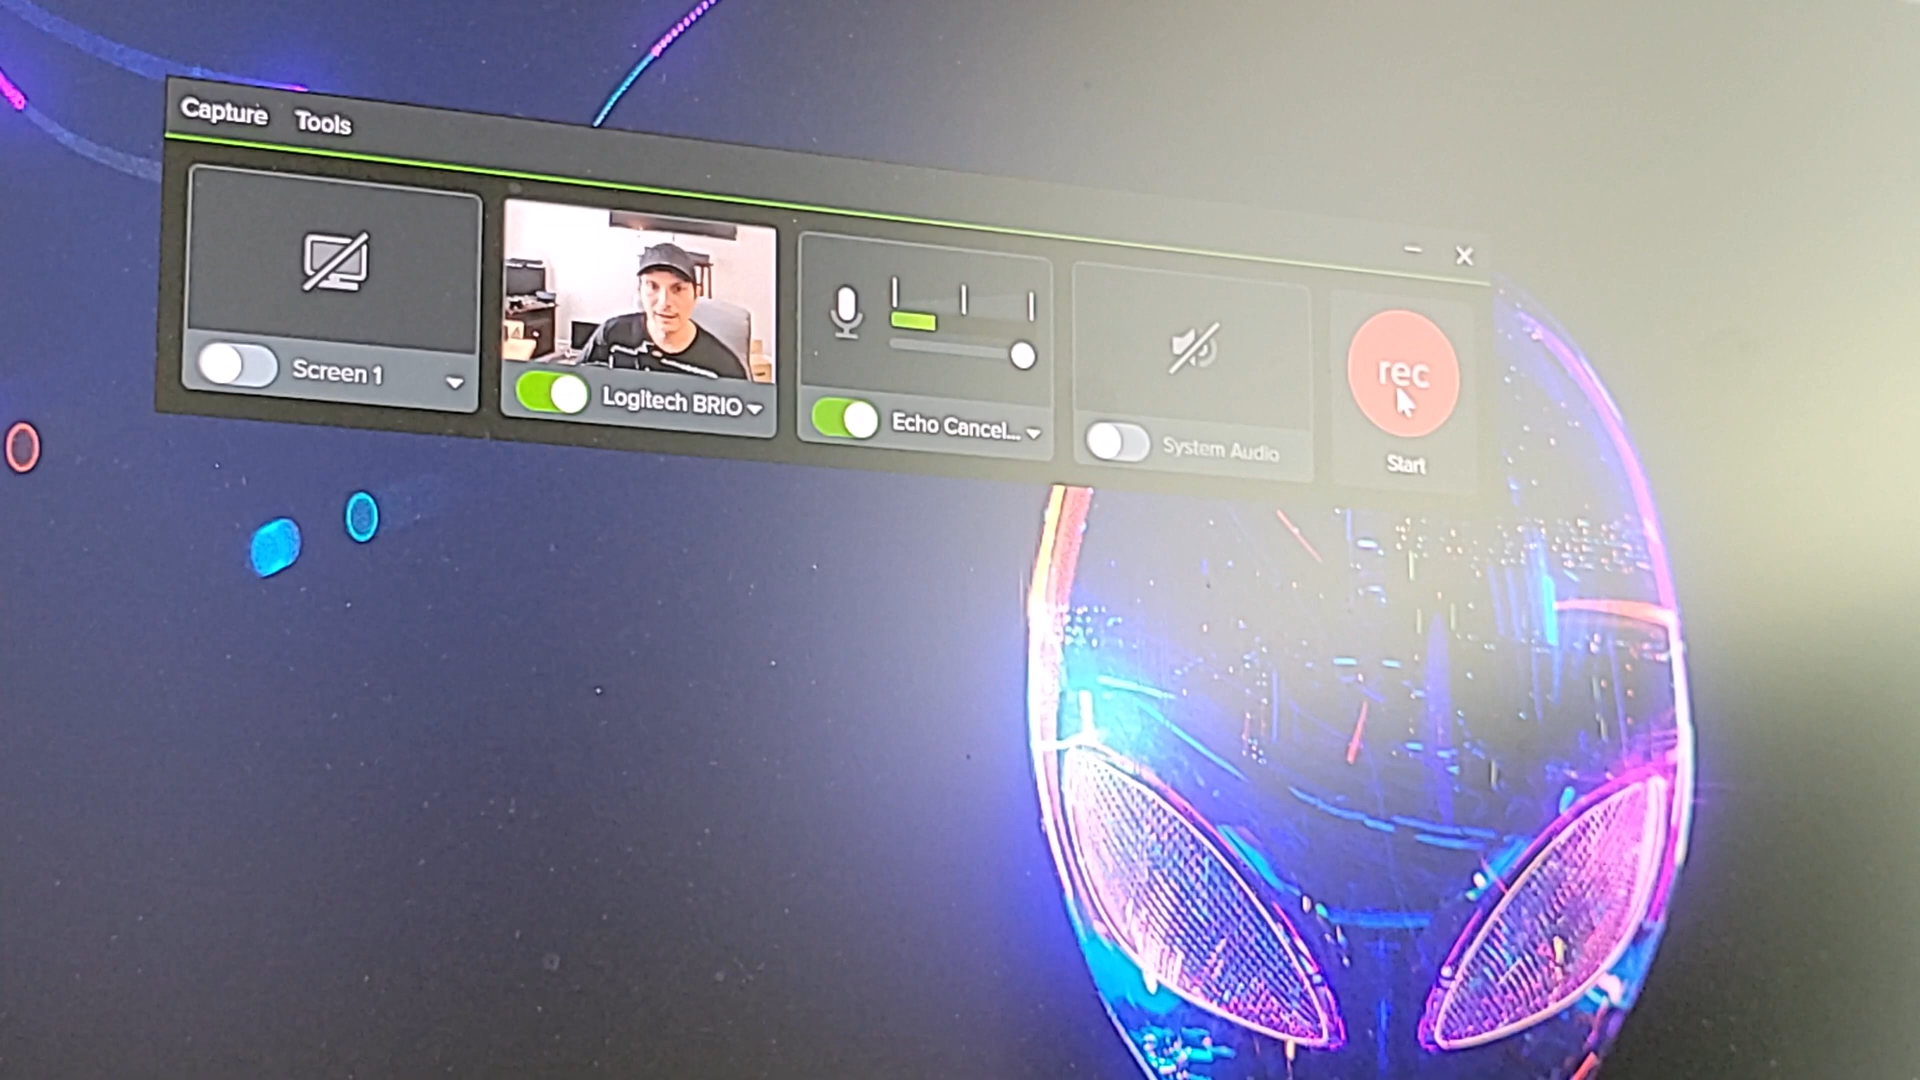 Capture Tools
Screen 1
Logitech BRIO
Echo Cancel...
System Audio
rec
Start